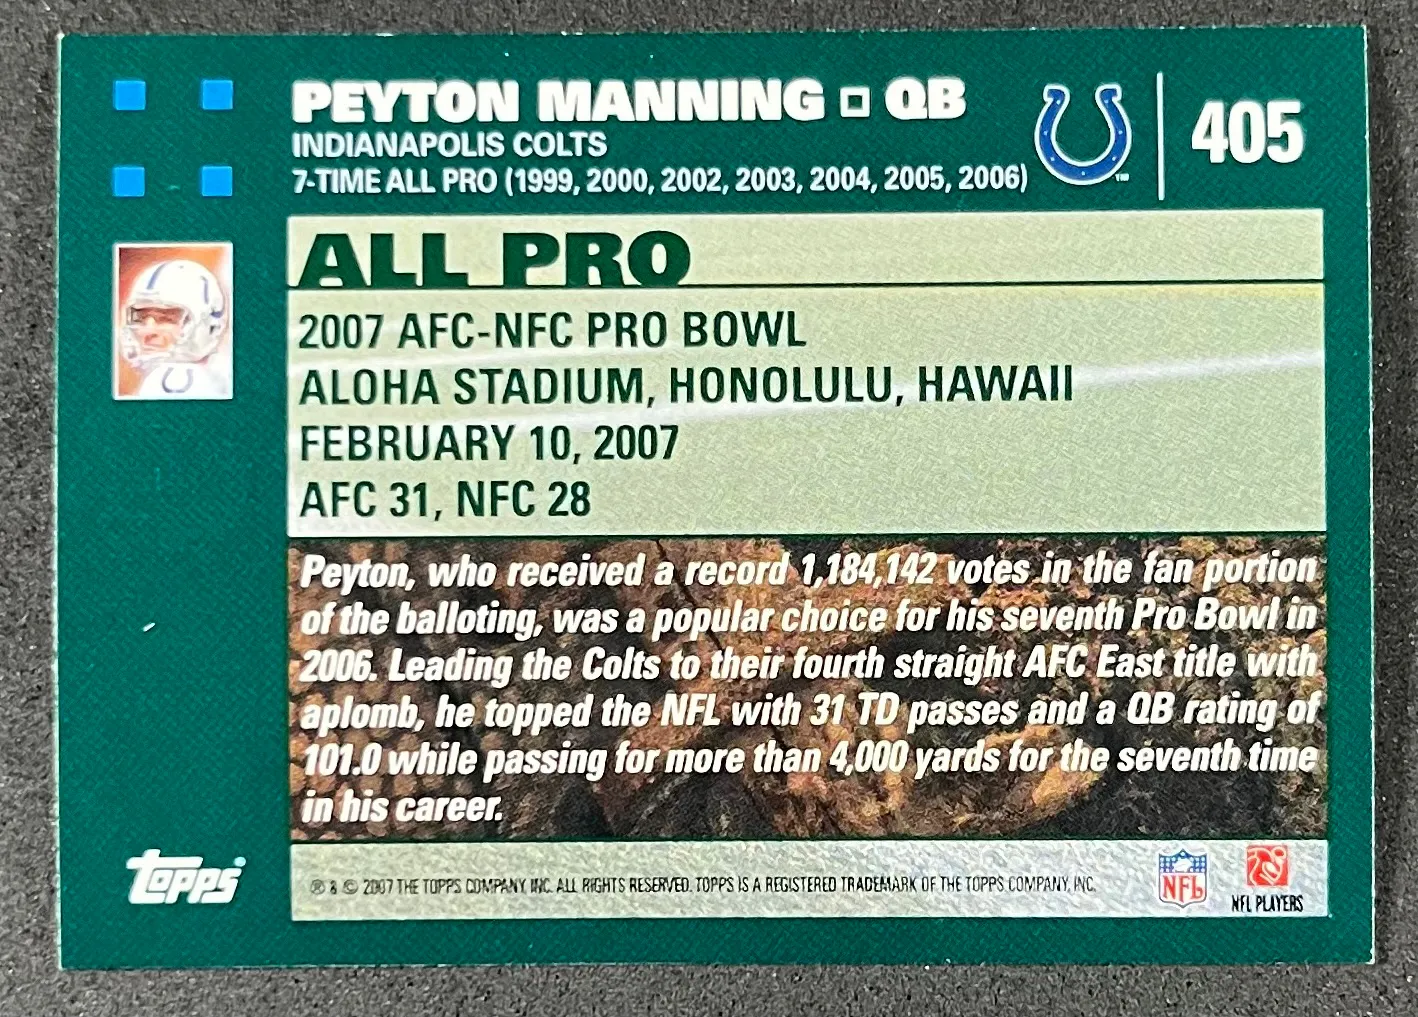 PEYTON MANNING □ QB
INDIANAPOLIS COLTS
7-TIME ALL PRO (1999, 2000, 2002, 2003, 2004, 2005, 2006)
TM
405
ALL PRO
2007 AFC-NFC PRO BOWL
ALOHA STADIUM, HONOLULU, HAWAII
FEBRUARY 10, 2007
AFC 31, NFC 28
Peyton, who received a record 1,184,142 votes in the fan portion
of the balloting, was a popular choice for his seventh Pro Bowl in
2006. Leading the Colts to their fourth straight AFC East title with
aplomb, he topped the NFL with 31 TD passes and a QB rating of
101.0 while passing for more than 4,000 yards for the seventh time
in his career.
Topps
® & © 2007 THE TOPPS COMPANY, INC. ALL RIGHTS RESERVED. TOPPS IS A REGISTERED TRADEMARK OF THE TOPPS COMPANY, INC.
NFL
NFL PLAYERS